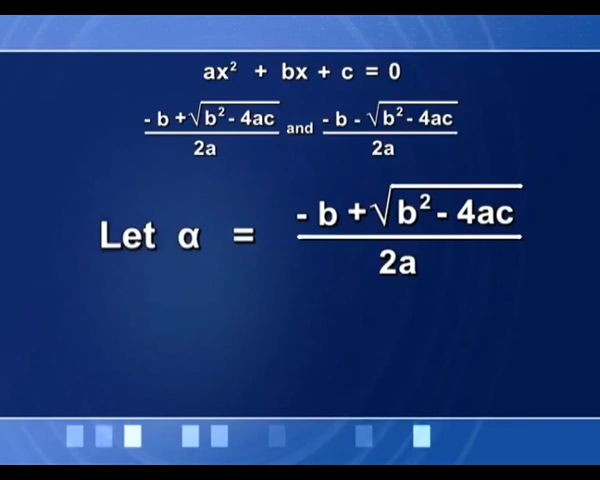 ax² + bx + c = 0
- b + √b² - 4ac / 2a and - b - √b² - 4ac / 2a
Let α = - b + √b² - 4ac / 2a